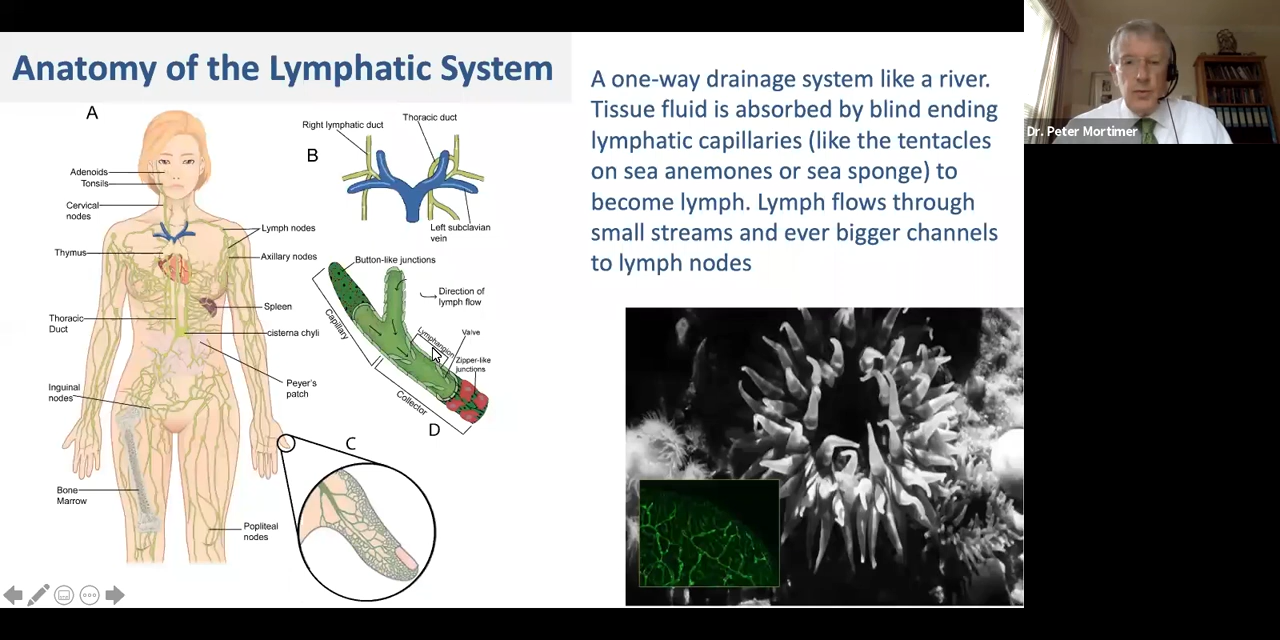 Anatomy of the Lymphatic System
A one-way drainage system like a river.
Tissue fluid is absorbed by blind ending
lymphatic capillaries (like the tentacles
on sea anemones or sea sponge) to
become lymph. Lymph flows through
small streams and ever bigger channels
to lymph nodes
Dr. Peter Mortimer
A
Adenoids
Tonsils
Cervical
nodes
Thymus
Thoracic
Duct
Inguinal
nodes
Bone
Marrow
Lymph nodes
Axillary nodes
Spleen
cisterna chyli
Peyer's
patch
Popliteal
nodes
B
Right lymphatic duct
Thoracic duct
Left subclavian
vein
Button-like junctions
Direction of
lymph flow
Capillary
Lymphangion
Valve
Zipper-like
junctions
Collector
D
C